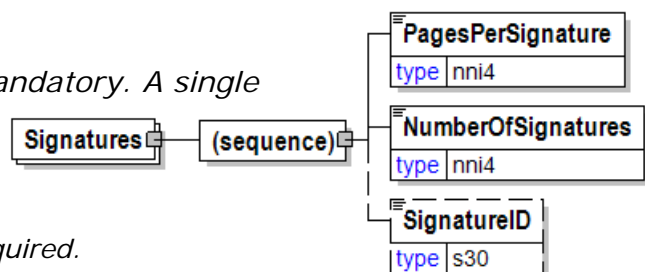 PagesPerSignature
type nni4
andatory. A single
Signatures (sequence) NumberOfSignatures
type nni4
SignatureID
quired.
type s30